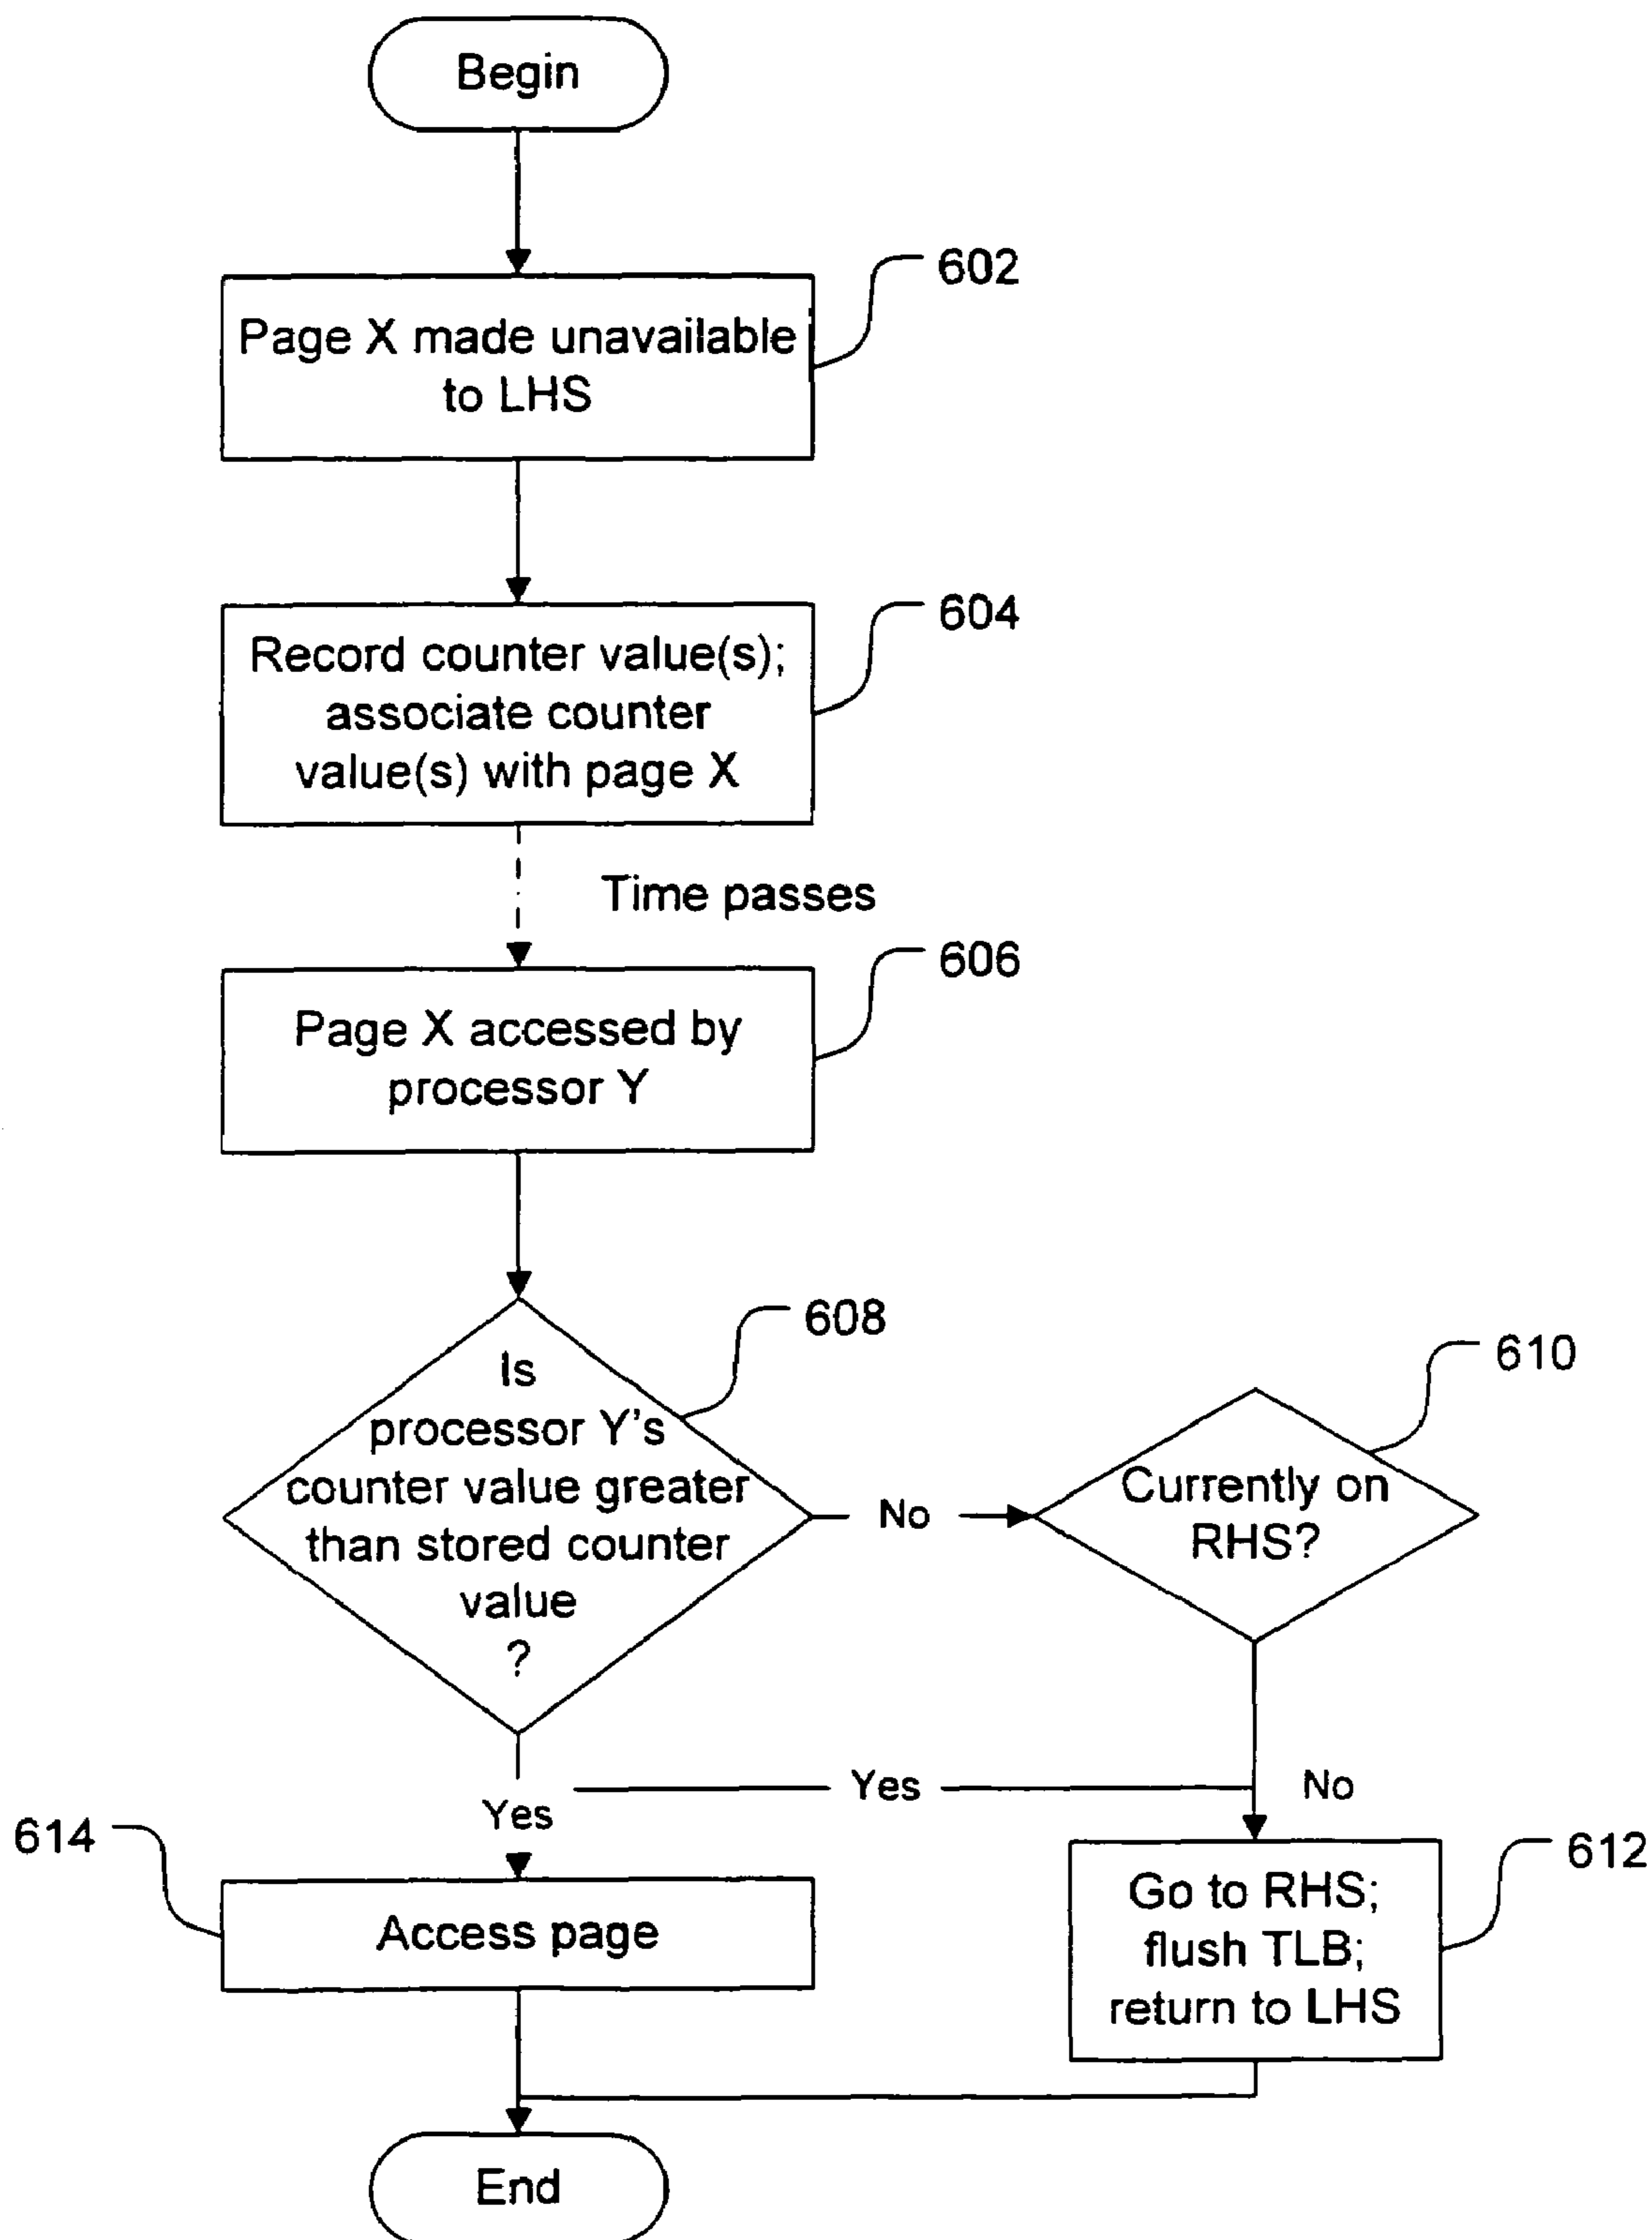 Begin
602
Page X made unavailable
to LHS
604
Record counter value(s);
associate counter
value(s) with page X
Time passes
606
Page X accessed by
processor Y
608
Is
processor Y's
counter value greater
than stored counter
value
?
No
610
Currently on
RHS?
Yes
Yes
No
614
Access page
612
Go to RHS;
flush TLB;
return to LHS
End